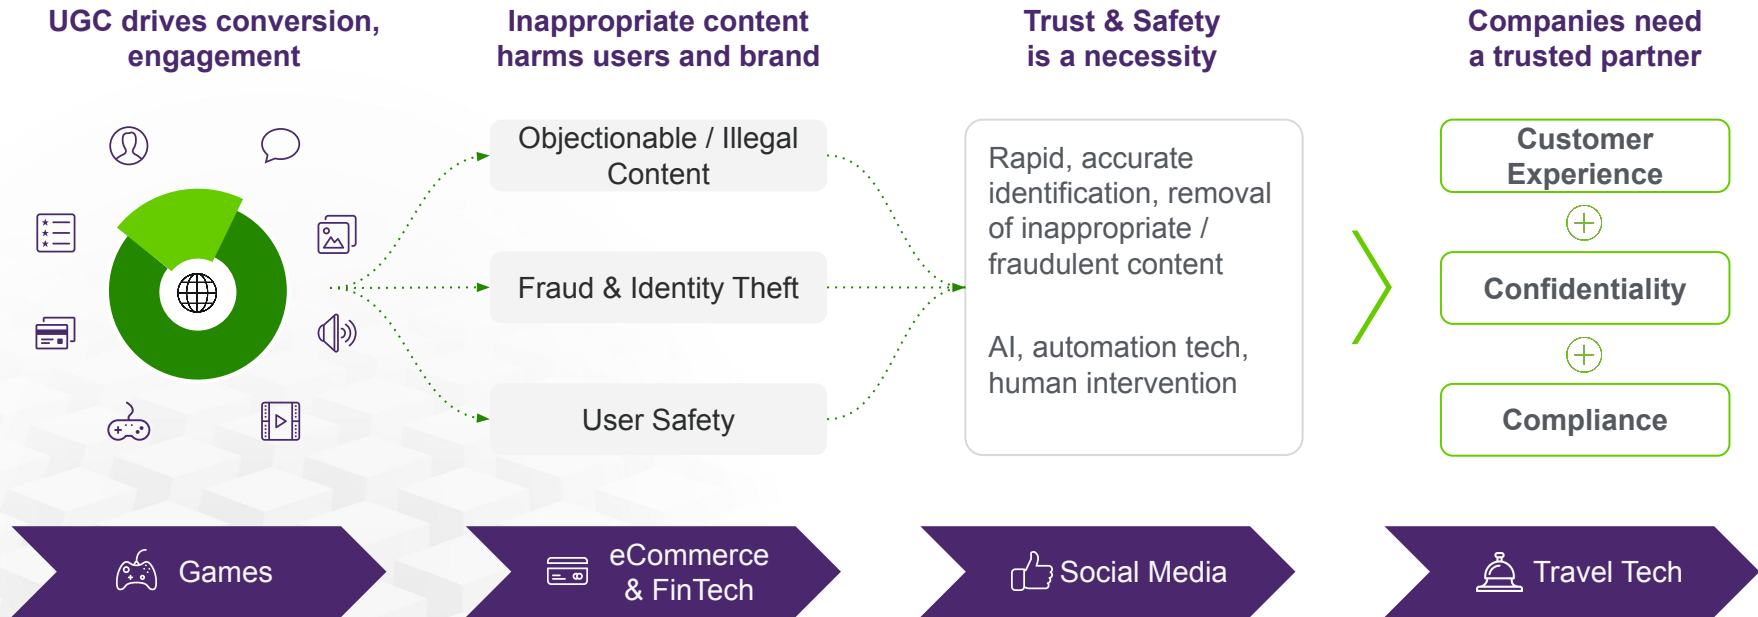 UGC drives conversion,
engagement
Inappropriate content
harms users and brand
Trust & Safety
is a necessity
Companies need
a trusted partner
Objectionable / Illegal
Content
Fraud & Identity Theft
User Safety
Rapid, accurate
identification, removal
of inappropriate /
fraudulent content
AI, automation tech,
human intervention
Customer
Experience
Confidentiality
Compliance
Games
eCommerce
& FinTech
Social Media
Travel Tech